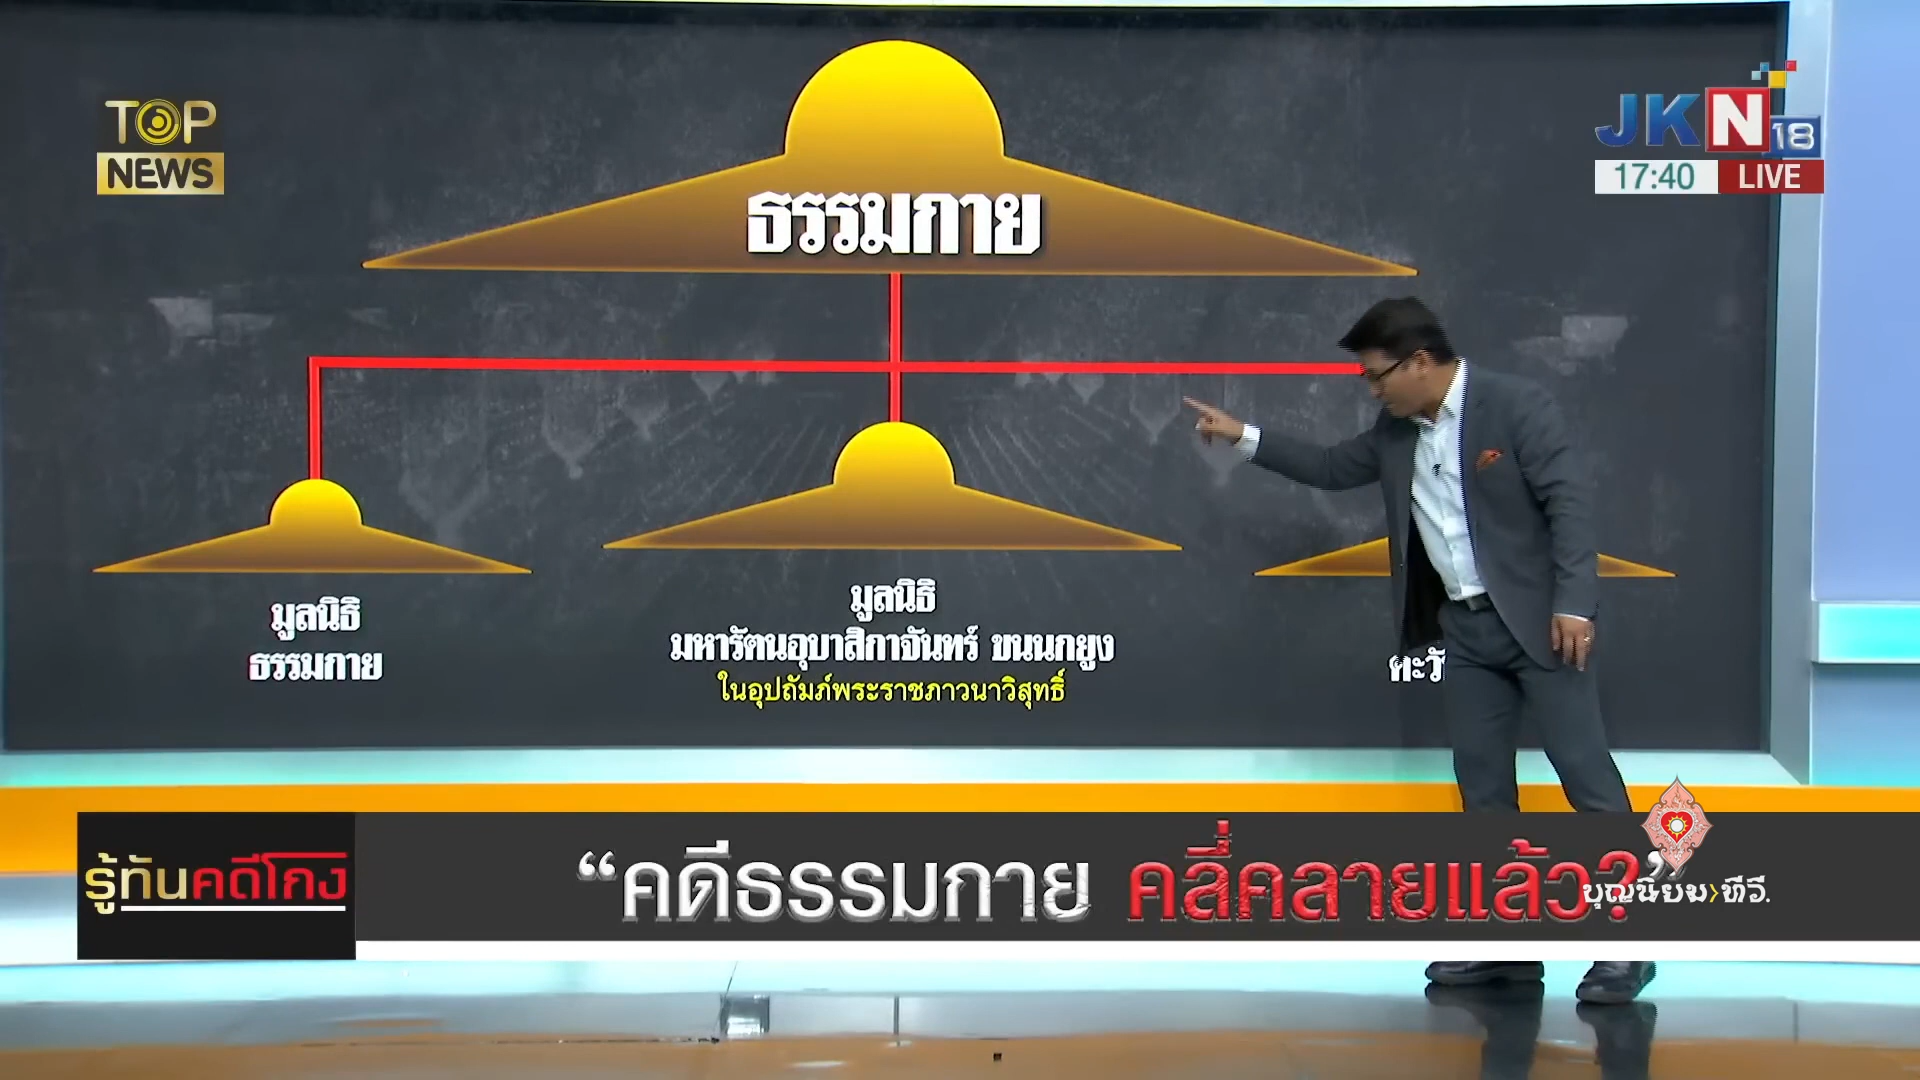 TOP
NEWS
JKN
18
17:40 LIVE
ธรรมกาย
มูลนิธิ
ธรรมกาย
มูลนิธิ
มหารัตนอุบาสิกาจันทร์ ขนนกยูง
ในอุปถัมภ์พระราชภาวนาวิสุทธิ์
รู้ทันคดีโกง
“คดีธรรมกาย คลี่คลายแล้ว?”
บุญนิยม ทีวี.